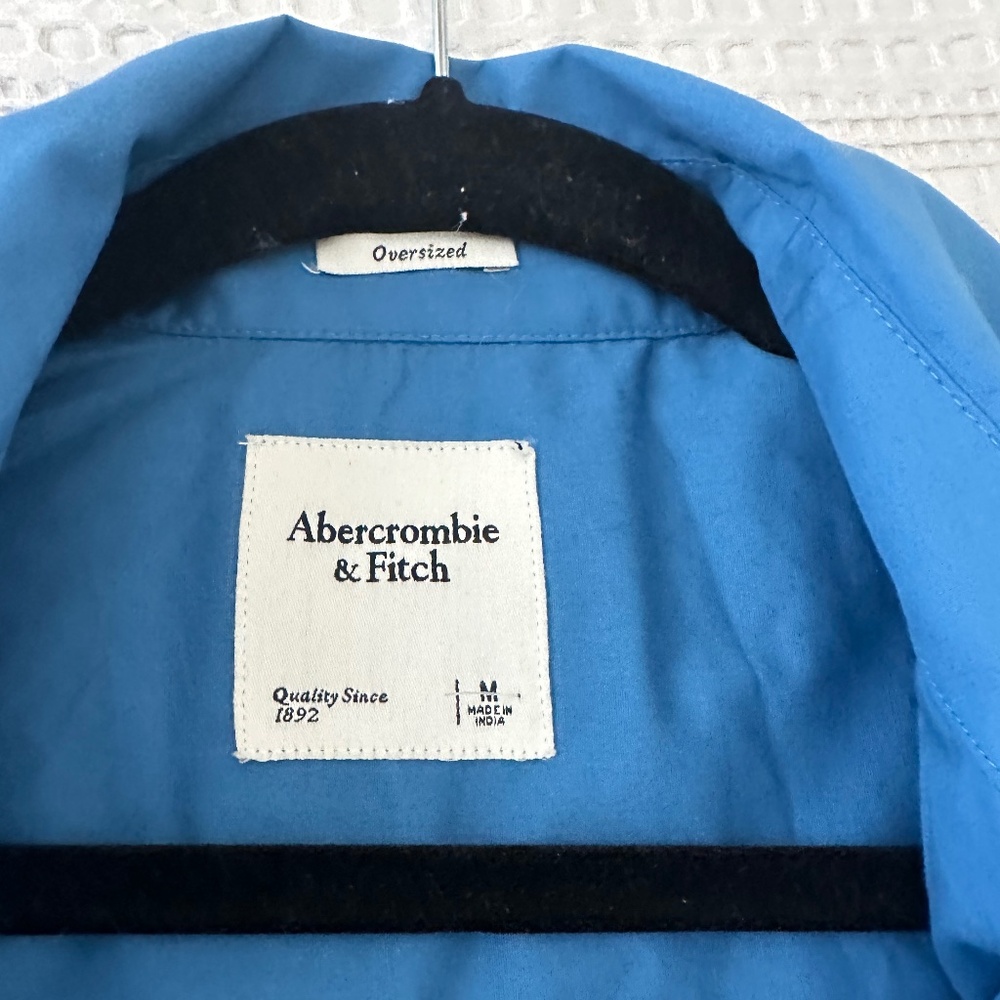 Oversized
Abercrombie
& Fitch
Quality Since
1892
M
MADE IN
INDIA